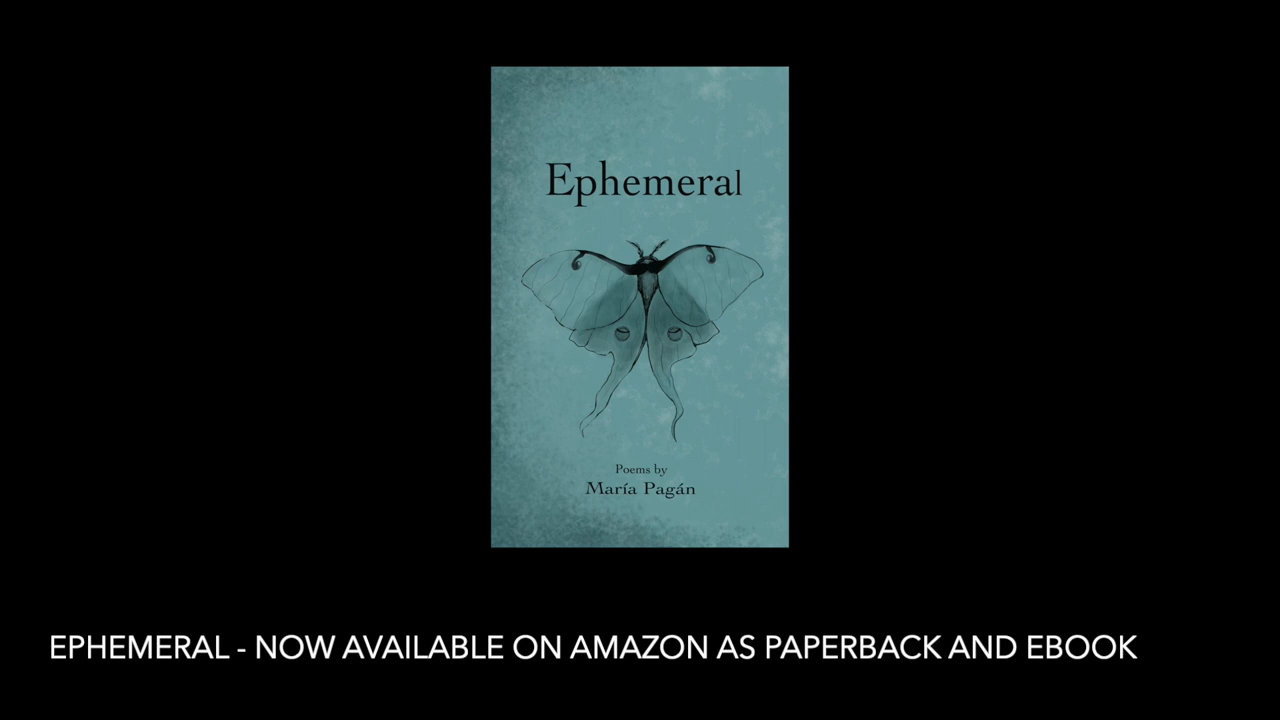 Ephemeral
Poems by
María Pagán
EPHEMERAL - NOW AVAILABLE ON AMAZON AS PAPERBACK AND EBOOK